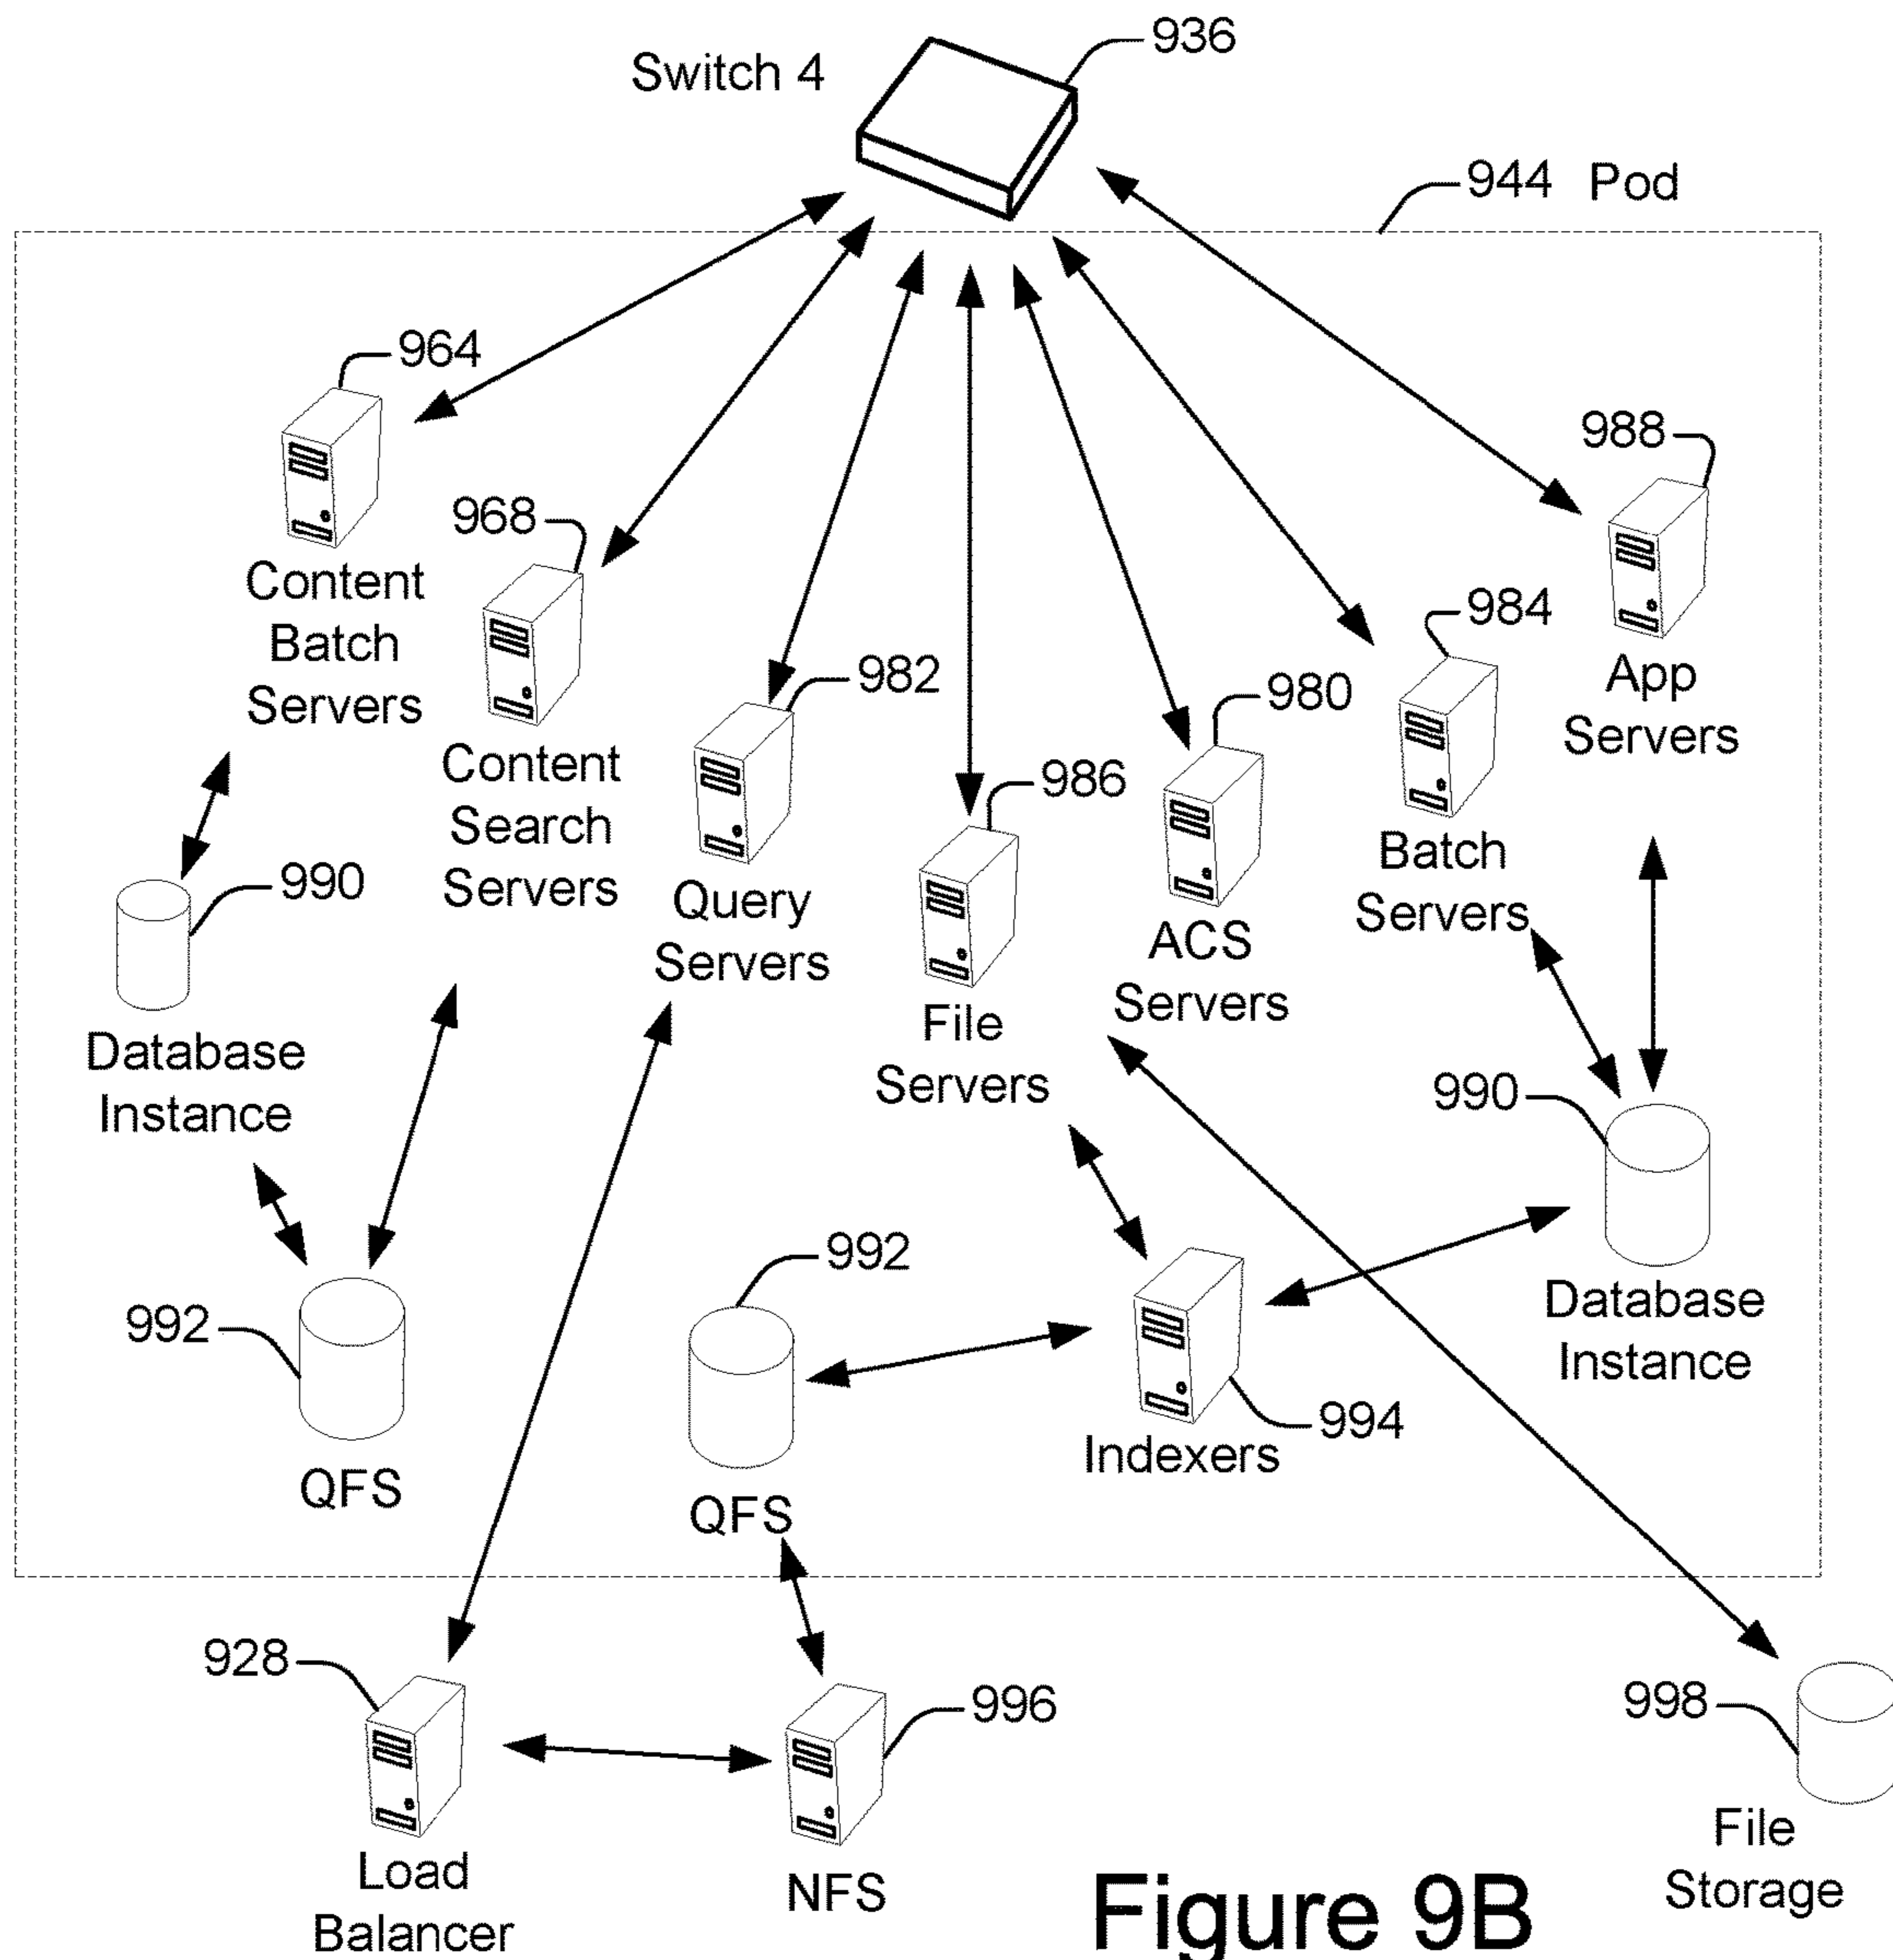 936
Switch 4
944 Pod
964
988
968
984
Content
Batch
Servers
982
980
App
Servers
Content
Search
Servers
986
Batch
Servers
990
Query
Servers
ACS
Servers
File
Servers
Database
Instance
990
992
992
Database
Instance
994
Indexers
QFS
QFS
928
996
998
Load
Balancer
NFS
File
Storage
Figure 9B